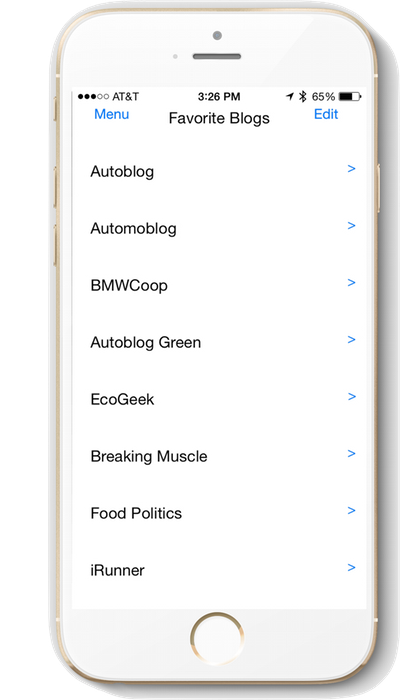 AT&T 3:26 PM 65%
Menu Favorite Blogs Edit
Autoblog >
Automoblog >
BMWCoop >
Autoblog Green >
EcoGeek >
Breaking Muscle >
Food Politics >
iRunner >